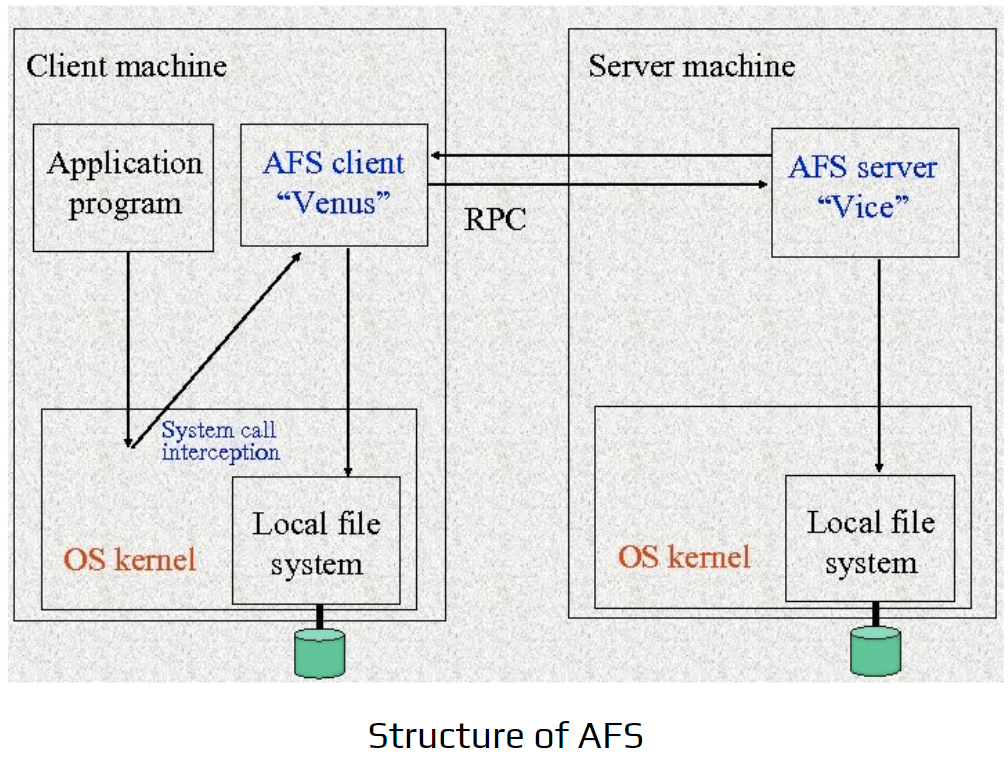 Client machine
Application
program
AFS client
“Venus”
System call
interception
OS kernel
Local file
system
RPC
Server machine
AFS server
“Vice”
OS kernel
Local file
system
Structure of AFS